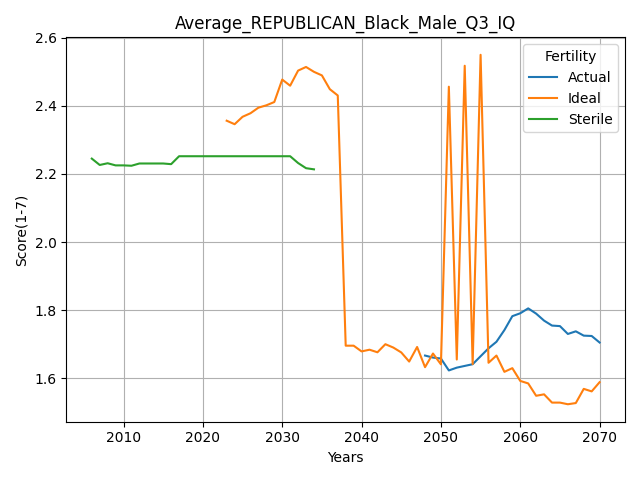 Average_REPUBLICAN_Black_Male_Q3_IQ
Fertility
Actual
Ideal
Sterile
Score(1-7)
2.6
2.4
2.2
2.0
1.8
1.6
2010 2020 2030 2040 2050 2060 2070
Years